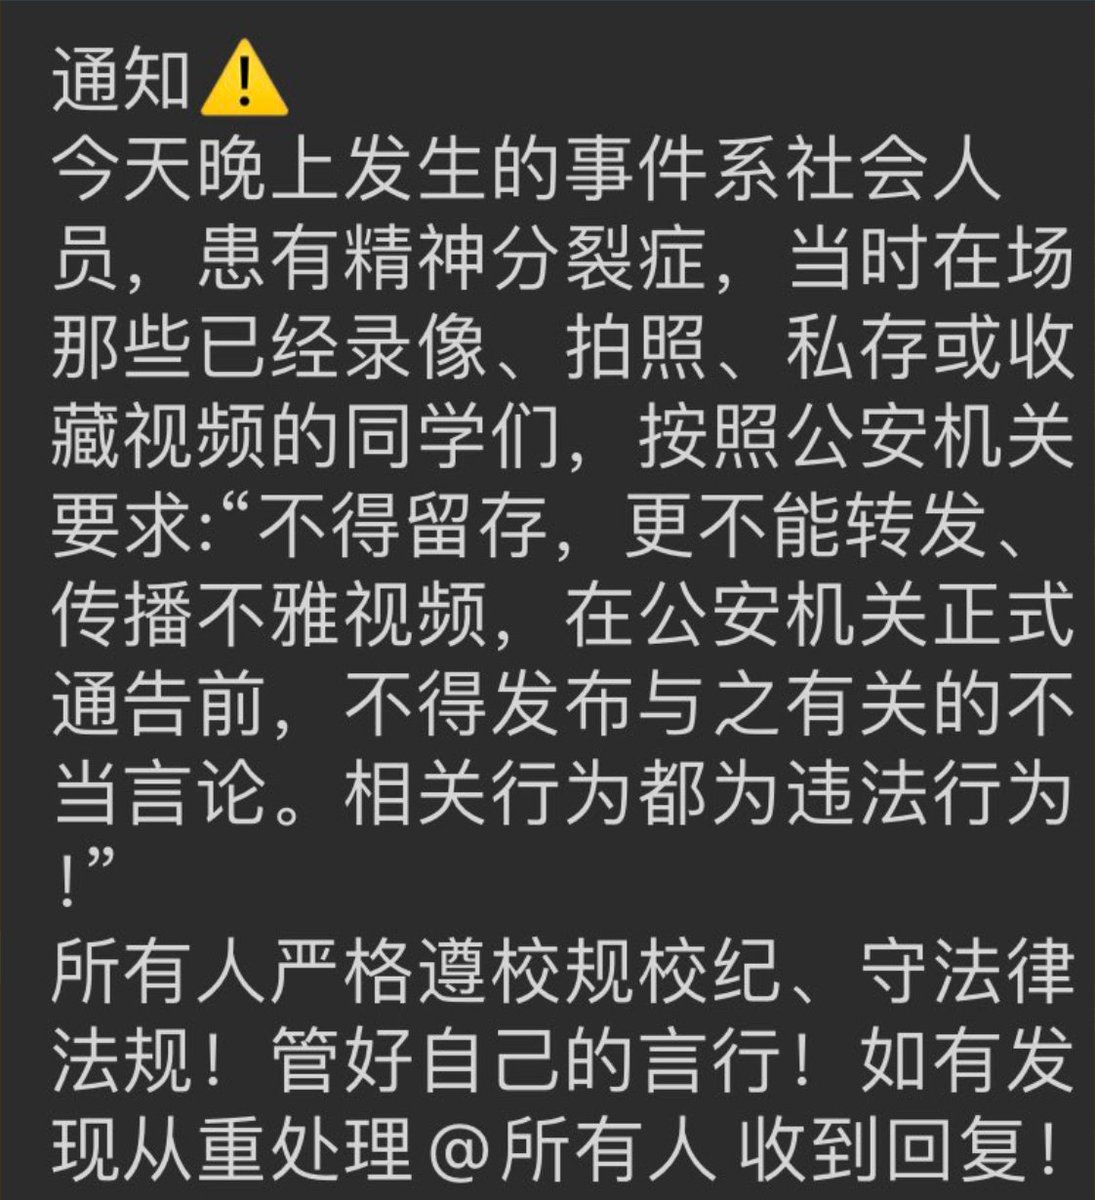 通知⚠️
今天晚上发生的事件系社会人
员，患有精神分裂症，当时在场
那些已经录像、拍照、私存或收
藏视频的同学们，按照公安机关
要求:“不得留存，更不能转发、
传播不雅视频，在公安机关正式
通告前，不得发布与之有关的不
当言论。相关行为都为违法行为
！”
所有人严格遵校规校纪、守法律
法规！管好自己的言行！如有发
现从重处理@所有人 收到回复！